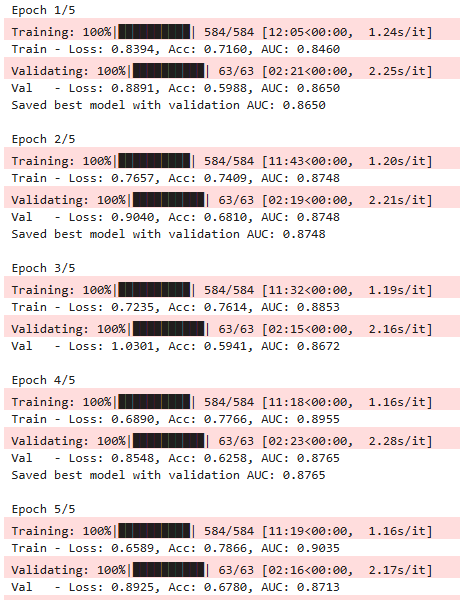 Epoch 1/5
Training: 100%|██████████| 584/584 [12:05<00:00,  1.24s/it]
Train - Loss: 0.8394, Acc: 0.7160, AUC: 0.8460
Validating: 100%|██████████| 63/63 [02:21<00:00,  2.25s/it]
Val   - Loss: 0.8891, Acc: 0.5988, AUC: 0.8650
Saved best model with validation AUC: 0.8650

Epoch 2/5
Training: 100%|██████████| 584/584 [11:43<00:00,  1.20s/it]
Train - Loss: 0.7657, Acc: 0.7409, AUC: 0.8748
Validating: 100%|██████████| 63/63 [02:19<00:00,  2.21s/it]
Val   - Loss: 0.9040, Acc: 0.6810, AUC: 0.8748
Saved best model with validation AUC: 0.8748

Epoch 3/5
Training: 100%|██████████| 584/584 [11:32<00:00,  1.19s/it]
Train - Loss: 0.7235, Acc: 0.7614, AUC: 0.8853
Validating: 100%|██████████| 63/63 [02:15<00:00,  2.16s/it]
Val   - Loss: 1.0301, Acc: 0.5941, AUC: 0.8672

Epoch 4/5
Training: 100%|██████████| 584/584 [11:18<00:00,  1.16s/it]
Train - Loss: 0.6890, Acc: 0.7766, AUC: 0.8955
Validating: 100%|██████████| 63/63 [02:23<00:00,  2.28s/it]
Val   - Loss: 0.8548, Acc: 0.6258, AUC: 0.8765
Saved best model with validation AUC: 0.8765

Epoch 5/5
Training: 100%|██████████| 584/584 [11:19<00:00,  1.16s/it]
Train - Loss: 0.6589, Acc: 0.7866, AUC: 0.9035
Validating: 100%|██████████| 63/63 [02:16<00:00,  2.17s/it]
Val   - Loss: 0.8925, Acc: 0.6780, AUC: 0.8713